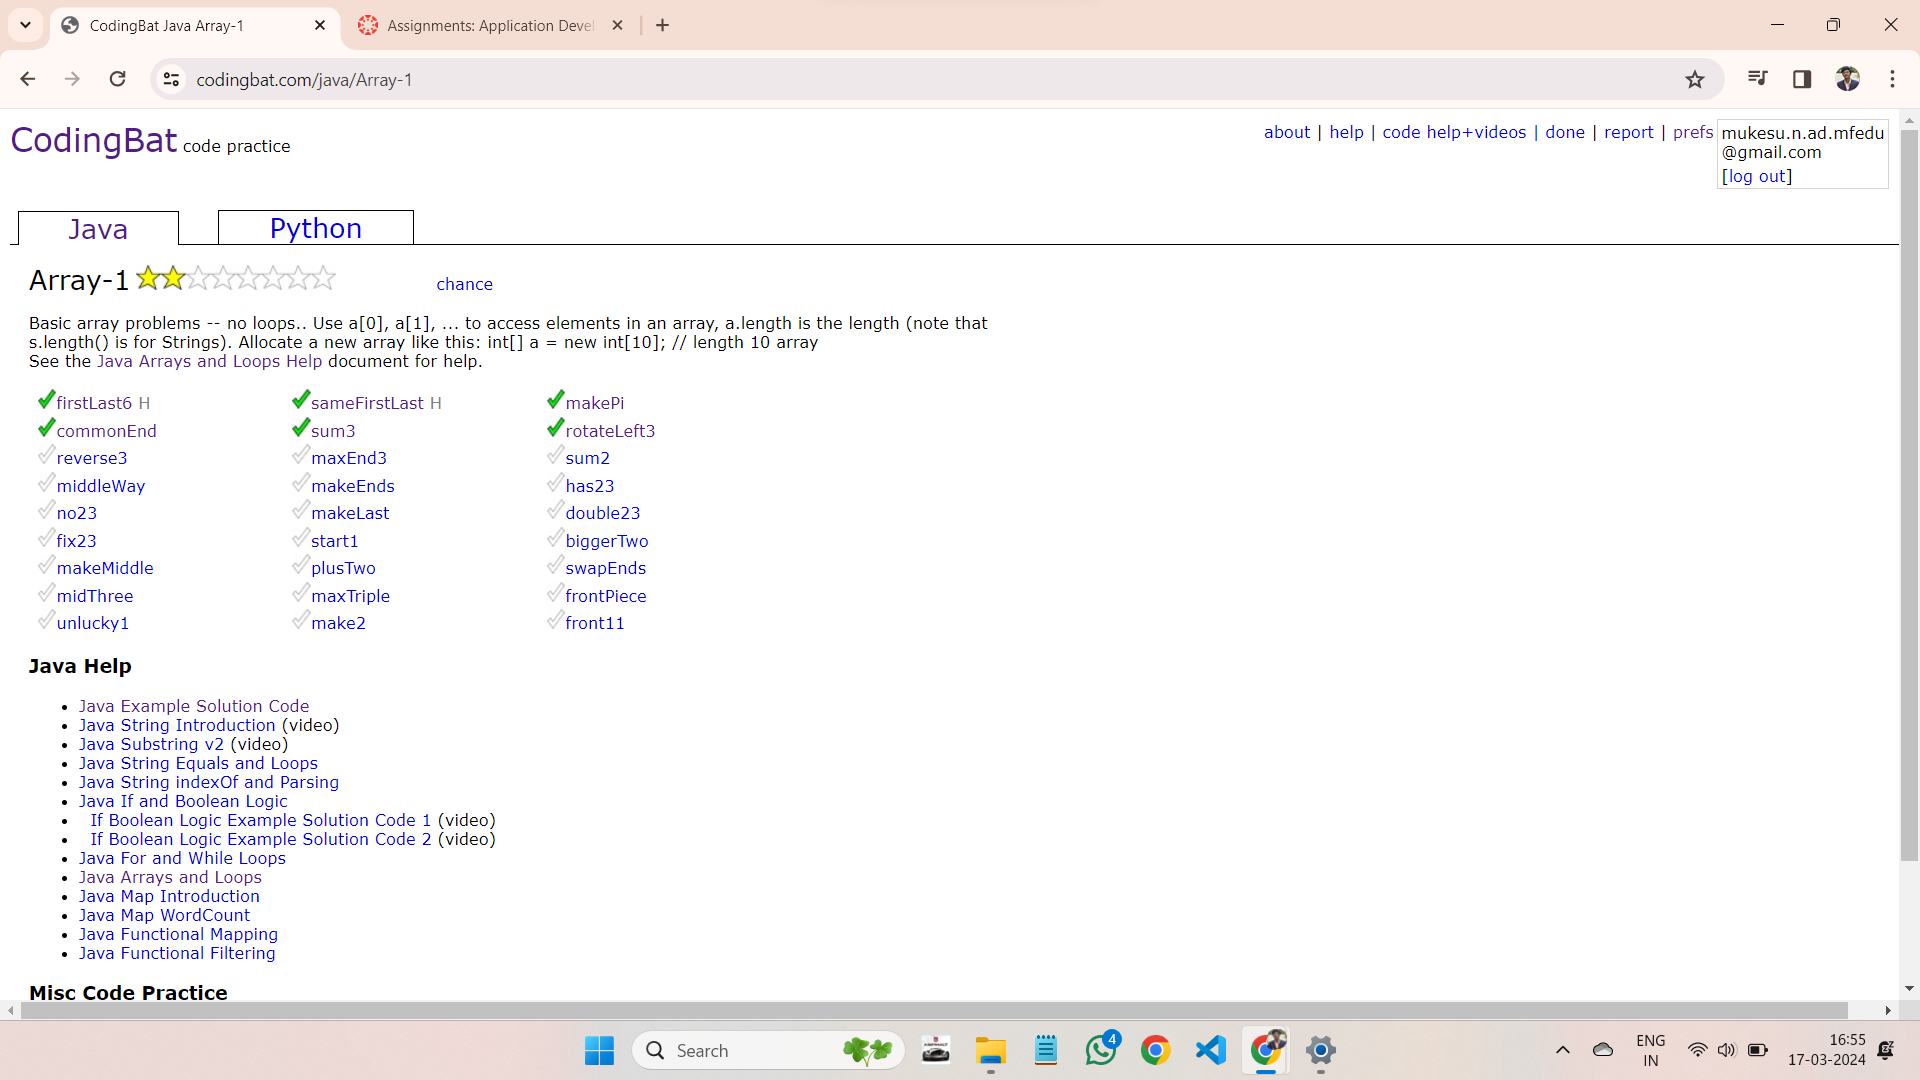 CodingBat Java Array-1
Assignments: Application Deve
codingbat.com/java/Array-1
CodingBat code practice
about | help | code help+videos | done | report | prefs
mukesu.n.ad.mfedu
@gmail.com
[log out]
Java
Python
Array-1
chance
Basic array problems -- no loops.. Use a[0], a[1], ... to access elements in an array, a.length is the length (note that
s.length() is for Strings). Allocate a new array like this: int[] a = new int[10]; // length 10 array
See the Java Arrays and Loops Help document for help.
firstLast6 H sameFirstLast H makePi
commonEnd sum3 rotateLeft3
reverse3 maxEnd3 sum2
middleWay makeEnds has23
no23 makeLast double23
fix23 start1 biggerTwo
makeMiddle plusTwo swapEnds
midThree maxTriple frontPiece
unlucky1 make2 front11
Java Help
Java Example Solution Code
Java String Introduction (video)
Java Substring v2 (video)
Java String Equals and Loops
Java String indexOf and Parsing
Java If and Boolean Logic
If Boolean Logic Example Solution Code 1 (video)
If Boolean Logic Example Solution Code 2 (video)
Java For and While Loops
Java Arrays and Loops
Java Map Introduction
Java Map WordCount
Java Functional Mapping
Java Functional Filtering
Misc Code Practice
Search
4
ENG
IN
16:55
17-03-2024